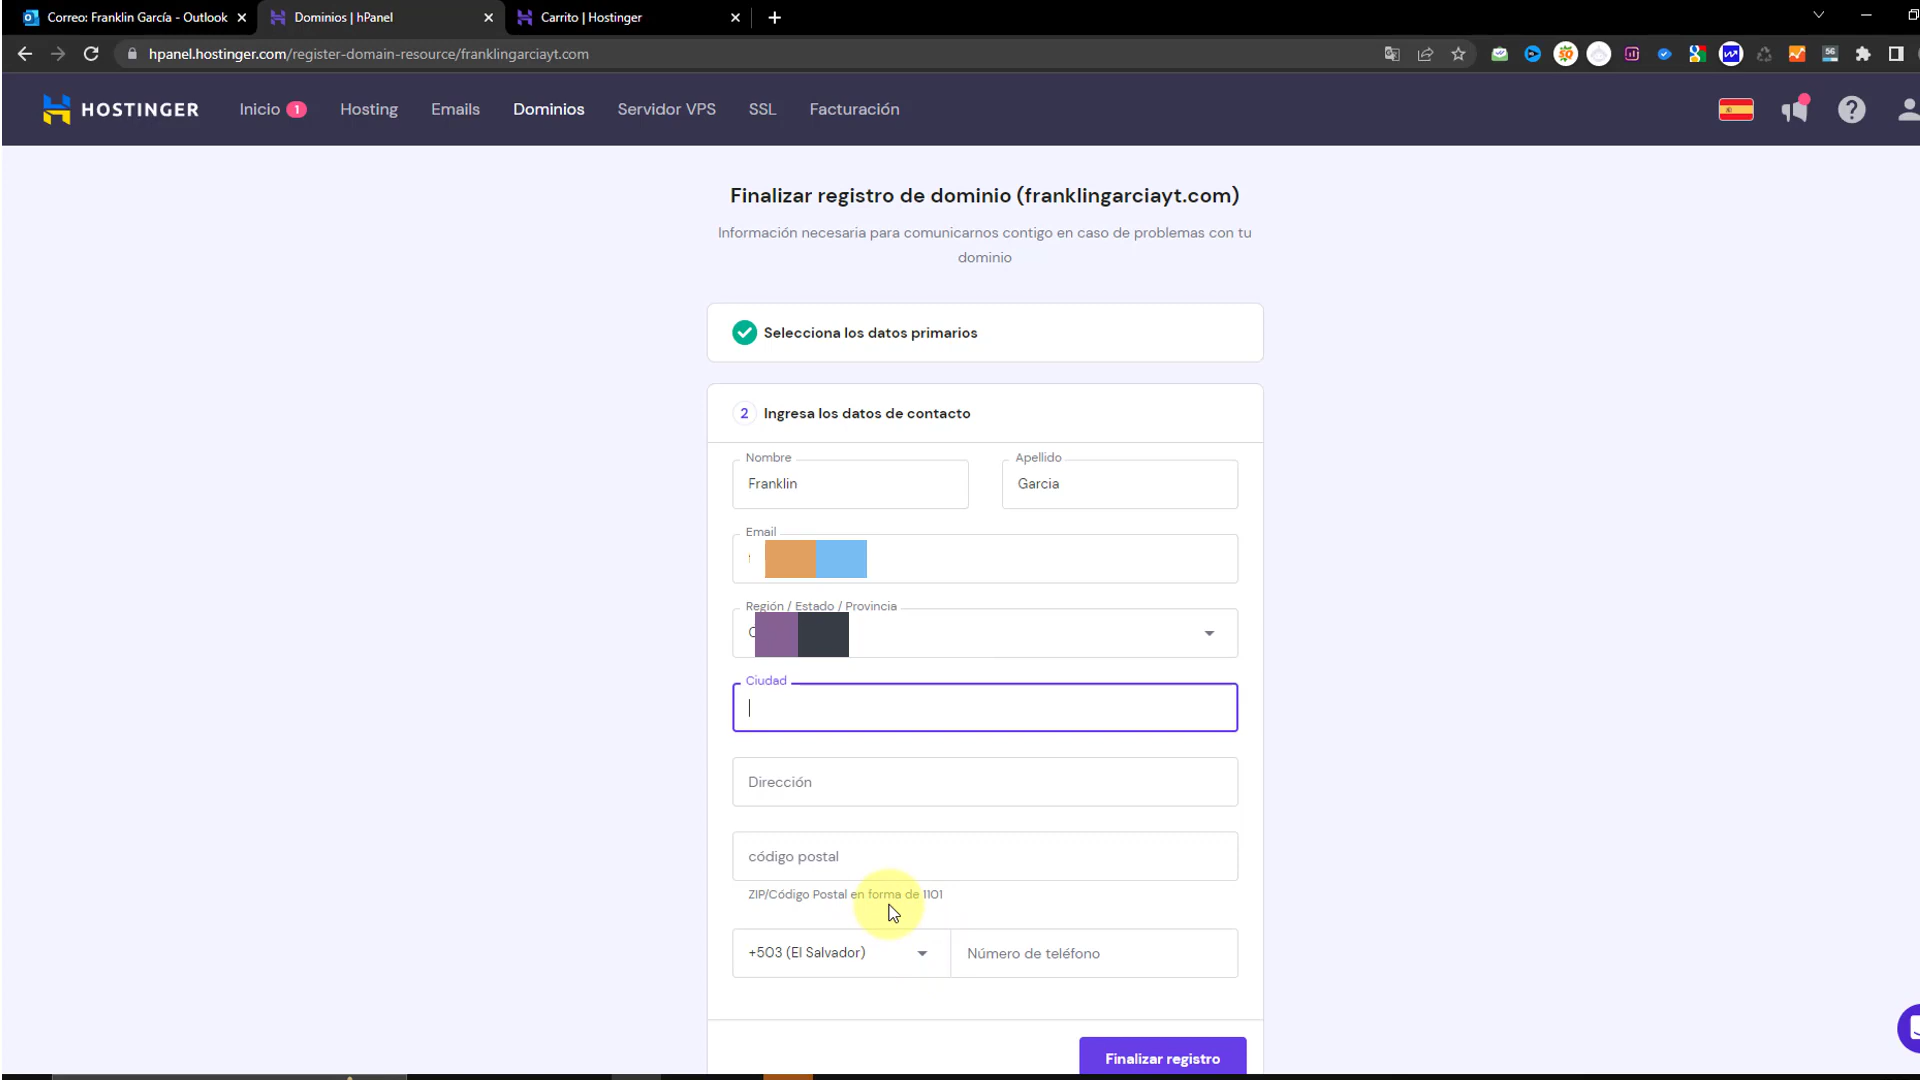 Correo: Franklin García - Outlook
Dominios | hPanel
Carrito | Hostinger
hpanel.hostinger.com/register-domain-resource/franklingarciayt.com
56
HOSTINGER
Inicio 1
Hosting
Emails
Dominios
Servidor VPS
SSL
Facturación
Finalizar registro de dominio (franklingarciayt.com)
Información necesaria para comunicarnos contigo en caso de problemas con tu
dominio
Selecciona los datos primarios
2 Ingresa los datos de contacto
Nombre
Franklin
Apellido
Garcia
Email
Región / Estado / Provincia
Ciudad
Dirección
código postal
ZIP/Código Postal en forma de 1101
+503 (El Salvador)
Número de teléfono
Finalizar registro